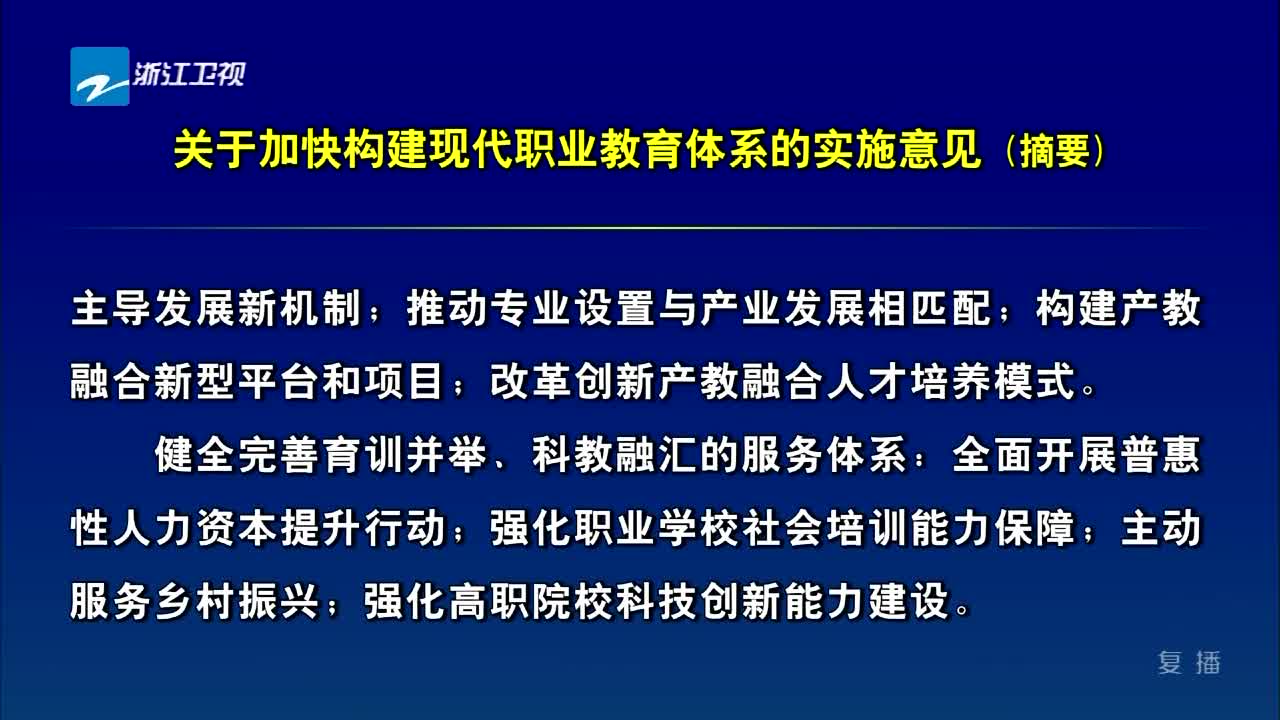 浙江卫视
关于加快构建现代职业教育体系的实施意见（摘要）
主导发展新机制；推动专业设置与产业发展相匹配；构建产教
融合新型平台和项目；改革创新产教融合人才培养模式。
健全完善育训并举、科教融汇的服务体系：全面开展普惠
性人力资本提升行动；强化职业学校社会培训能力保障；主动
服务乡村振兴；强化高职院校科技创新能力建设。
复播